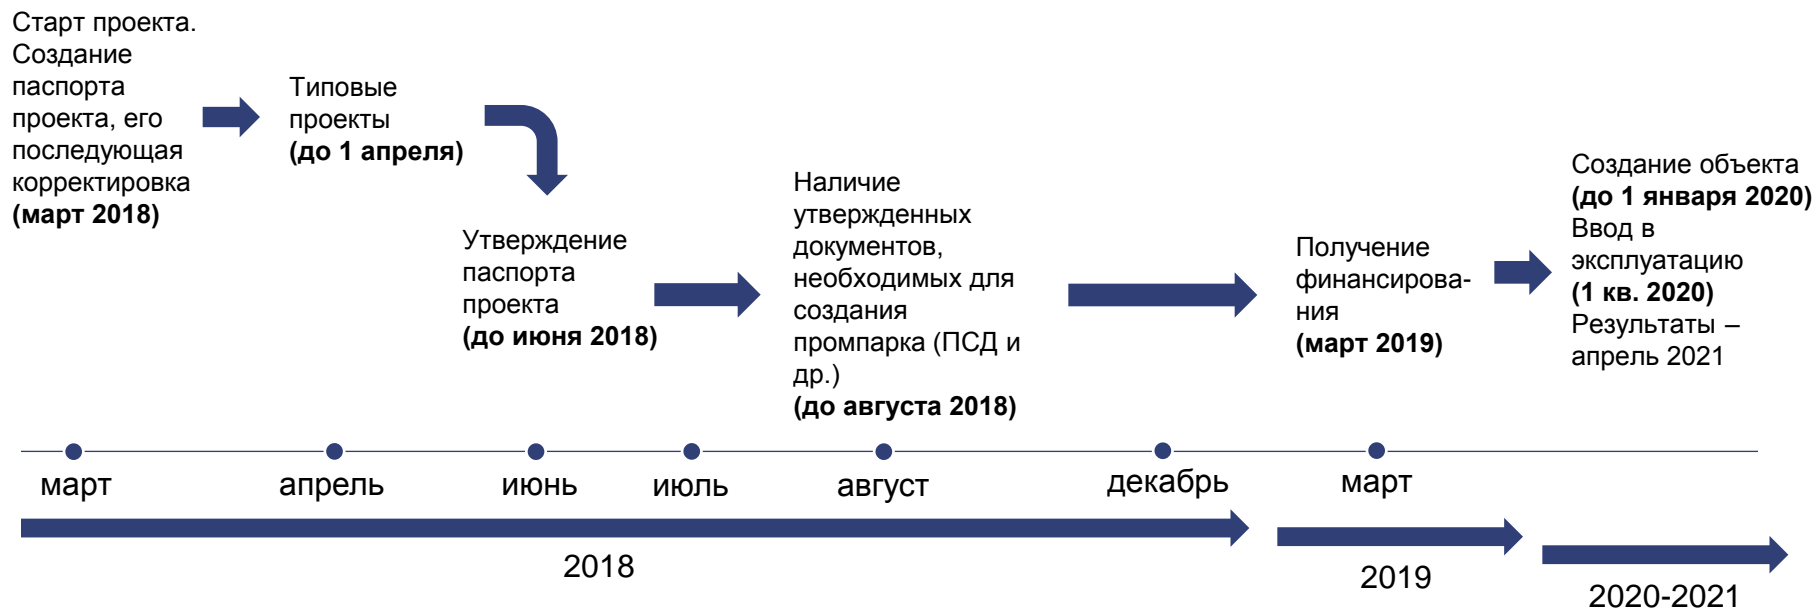 Старт проекта.
Создание
паспорта
проекта, его
последующая
корректировка
(март 2018)
Типовые
проекты
(до 1 апреля)
Утверждение
паспорта
проекта
(до июня 2018)
Наличие
утвержденных
документов,
необходимых для
создания
промпарка (ПСД и
др.)
(до августа 2018)
Получение
финансирова-
ния
(март 2019)
Создание объекта
(до 1 января 2020)
Ввод в
эксплуатацию
(1 кв. 2020)
Результаты –
апрель 2021
март
апрель
июнь
июль
август
декабрь
март
2018
2019
2020-2021